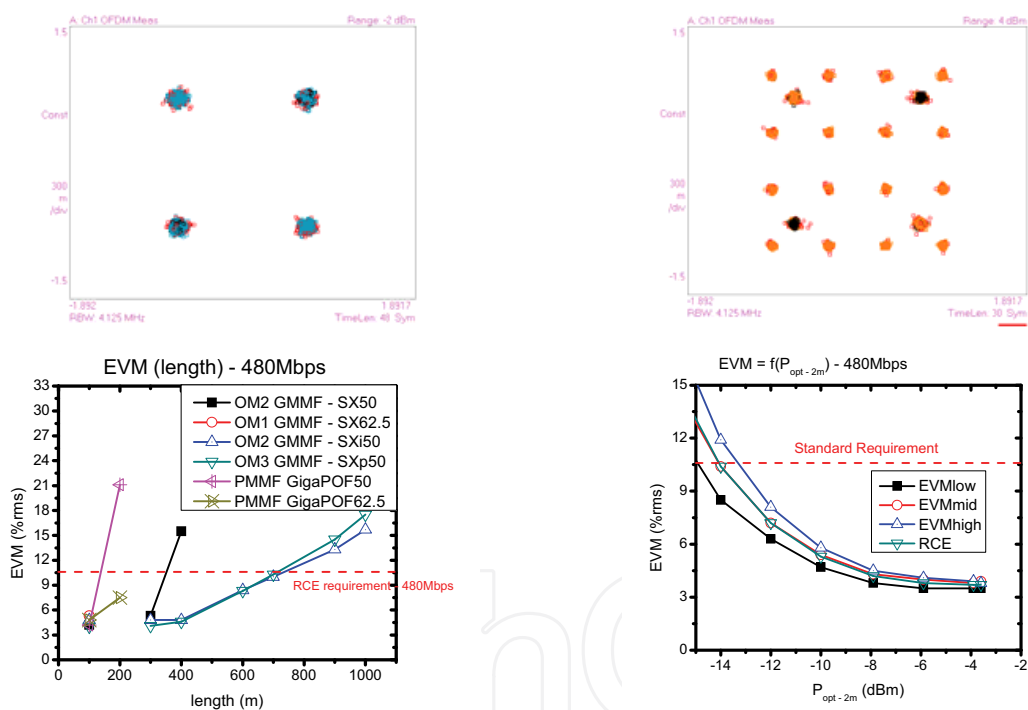 A: Ch1 OFDM Meas
Range: -2 dBm
1.5
Const
300
m
/div
-1.5
-1.892
1.8917
RBW: 4.125 MHz
TimeLen: 48 Sym
A: Ch1 OFDM Meas
Range: 4 dBm
1.5
Const
300
m
/div
-1.5
-1.892
1.8917
RBW: 4.125 MHz
TimeLen: 30 Sym
EVM (length) - 480Mbps
EVM (%rms)
33
30
27
24
21
18
15
12
9
6
3
0
OM2 GMMF - SX50
OM1 GMMF - SX62.5
OM2 GMMF - SXi50
OM3 GMMF - SXp50
PMMF GigaPOF50
PMMF GigaPOF62.5
RCE requirement - 480Mbps
0 200 400 600 800 1000
length (m)
EVM = f(Popt - 2m) - 480Mbps
EVM (%rms)
15
12
9
6
3
0
Standard Requirement
EVMlow
EVMmid
EVMhigh
RCE
-14 -12 -10 -8 -6 -4 -2
Popt - 2m (dBm)